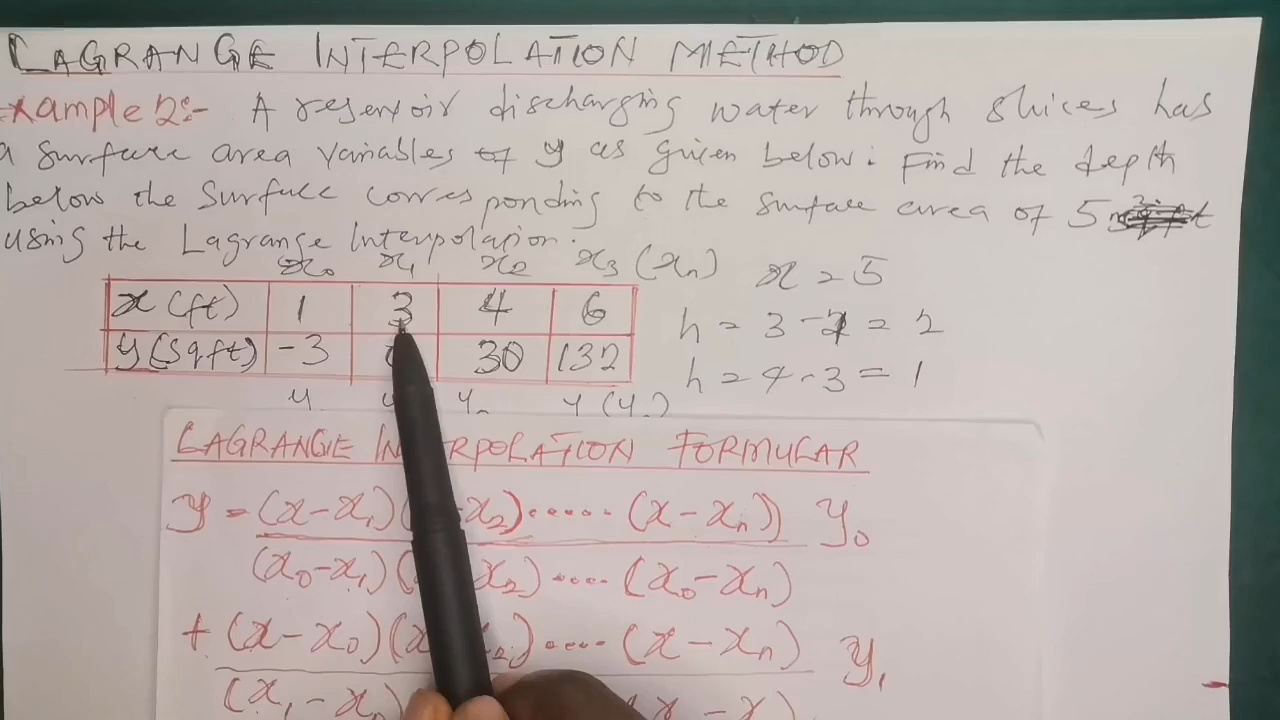 LAGRANGE INTERPOLATION METHOD
Example 2:- A reservoir discharging water through sluices has
a surface area variables of y as given below: Find the depth
below the surface corresponding to the surface area of 5
using the Lagrange Interpolation.
x₀ x₁ x₂ x₃ (xₙ) x = 5
x (ft) 1 3 4 6 h = 3 - 1 = 2
y (sqft) -3 30 132 h = 4 - 3 = 1
LAGRANGE INTERPOLATION FORMULAR
y = (x-x₁)( -x₂)..... (x-xₙ)) y₀
(x₀-x₁)( x₂).... (x₀-xₙ)
+ (x-x₀)(x x₂)..... (x-xₙ) y₁
(x₁-x₀